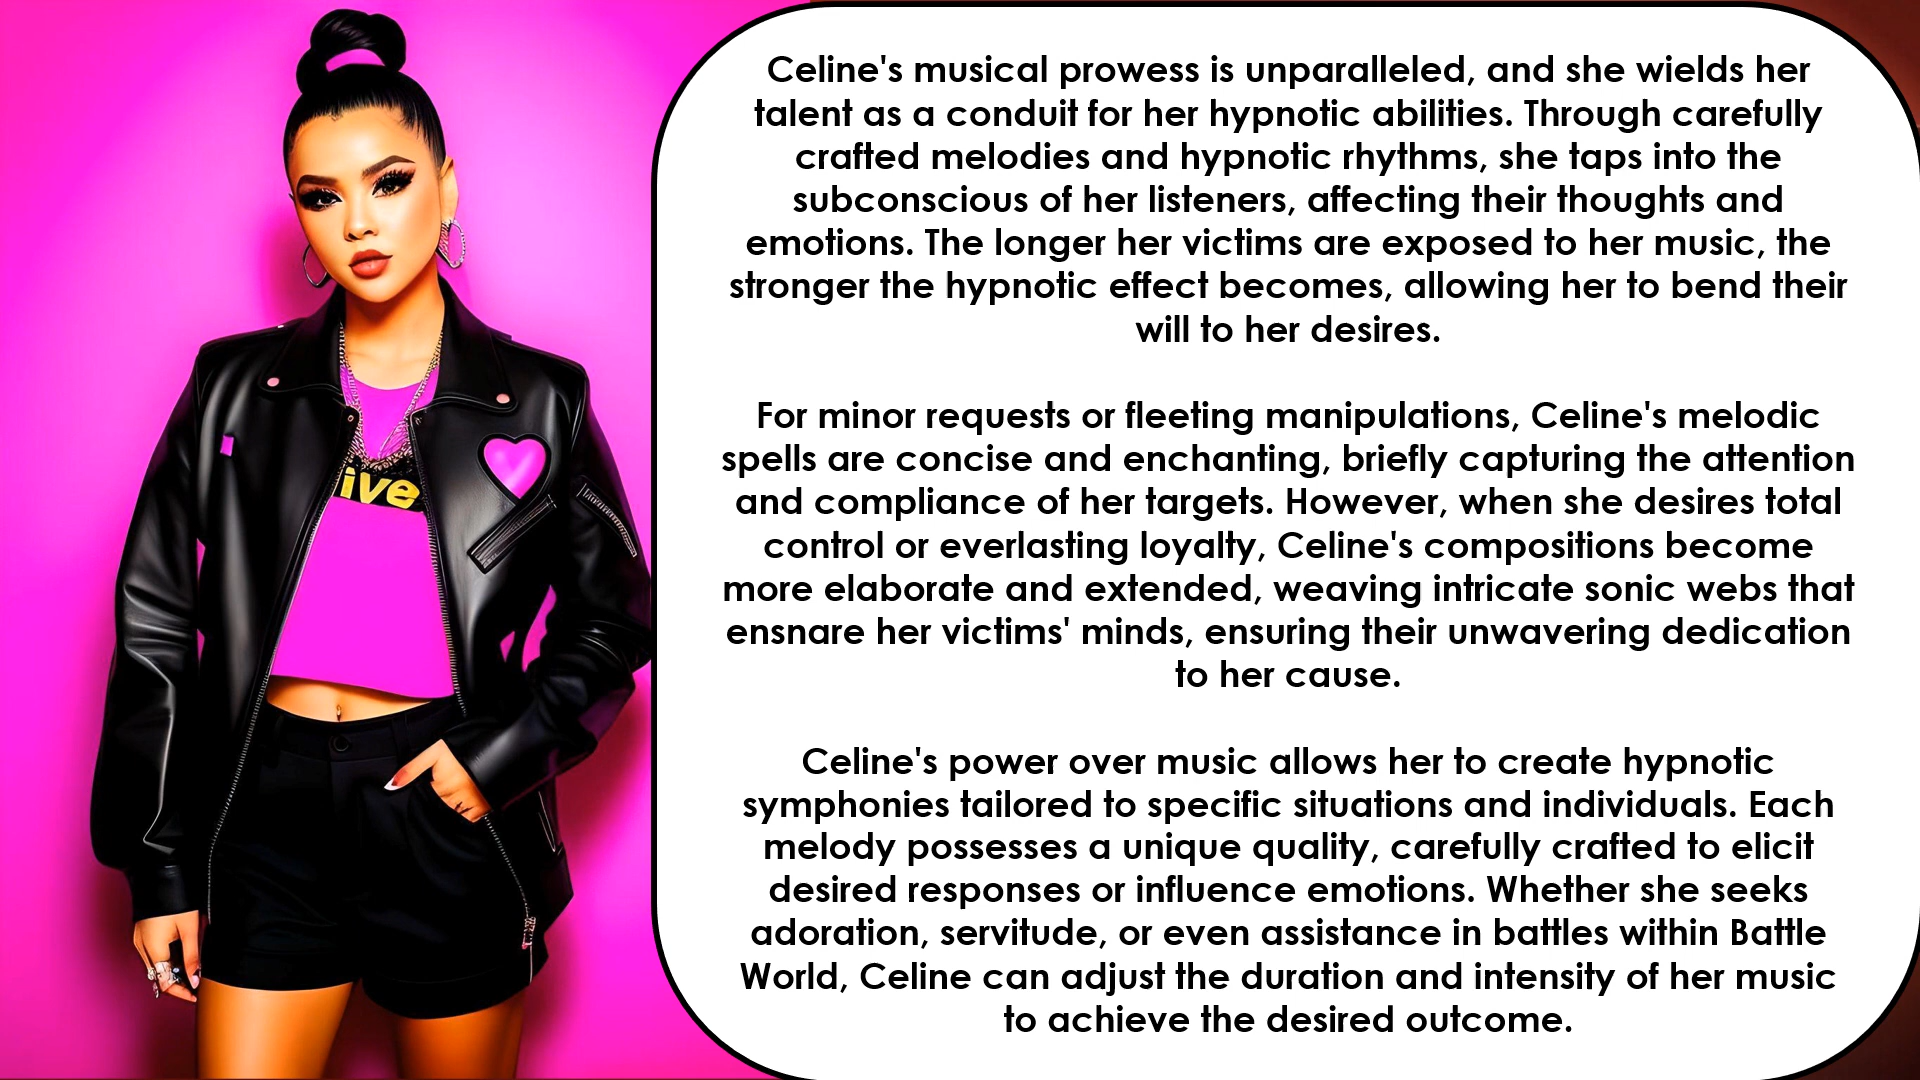 Celine's musical prowess is unparalleled, and she wields her
talent as a conduit for her hypnotic abilities. Through carefully
crafted melodies and hypnotic rhythms, she taps into the
subconscious of her listeners, affecting their thoughts and
emotions. The longer her victims are exposed to her music, the
stronger the hypnotic effect becomes, allowing her to bend their
will to her desires.
For minor requests or fleeting manipulations, Celine's melodic
spells are concise and enchanting, briefly capturing the attention
and compliance of her targets. However, when she desires total
control or everlasting loyalty, Celine's compositions become
more elaborate and extended, weaving intricate sonic webs that
ensnare her victims' minds, ensuring their unwavering dedication
to her cause.
Celine's power over music allows her to create hypnotic
symphonies tailored to specific situations and individuals. Each
melody possesses a unique quality, carefully crafted to elicit
desired responses or influence emotions. Whether she seeks
adoration, servitude, or even assistance in battles within Battle
World, Celine can adjust the duration and intensity of her music
to achieve the desired outcome.
ive